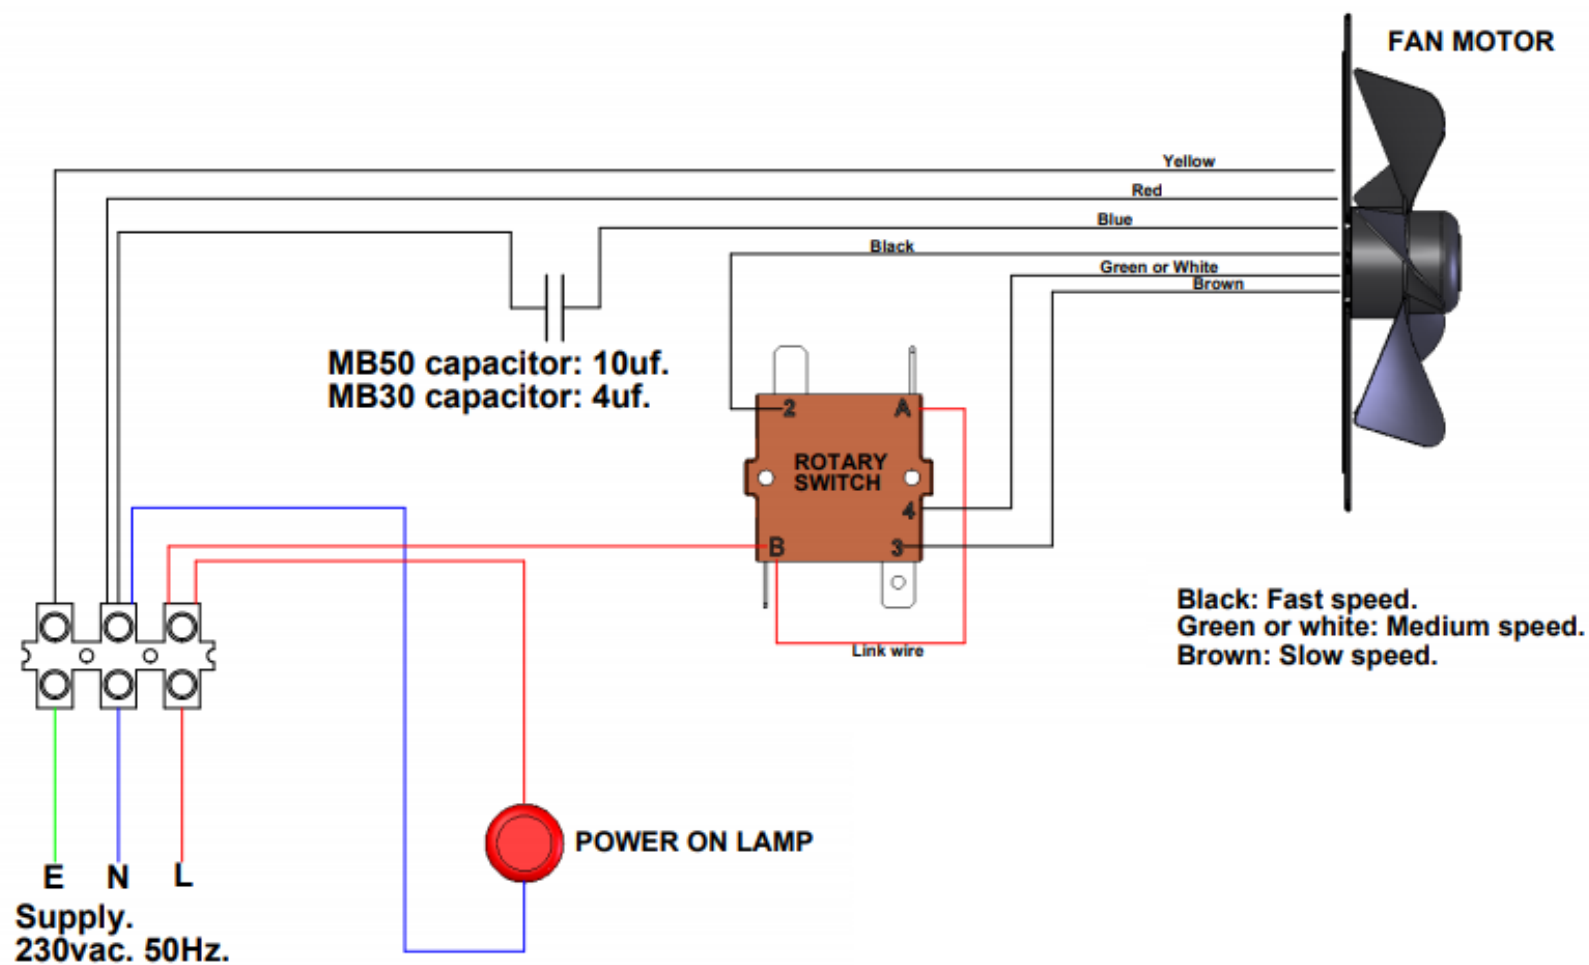 FAN MOTOR
Yellow
Red
Blue
Black
Green or White
Brown
MB50 capacitor: 10uf.
MB30 capacitor: 4uf.
2
A
ROTARY
SWITCH
4
B
3
Link wire
Black: Fast speed.
Green or white: Medium speed.
Brown: Slow speed.
POWER ON LAMP
E N L
Supply.
230vac. 50Hz.